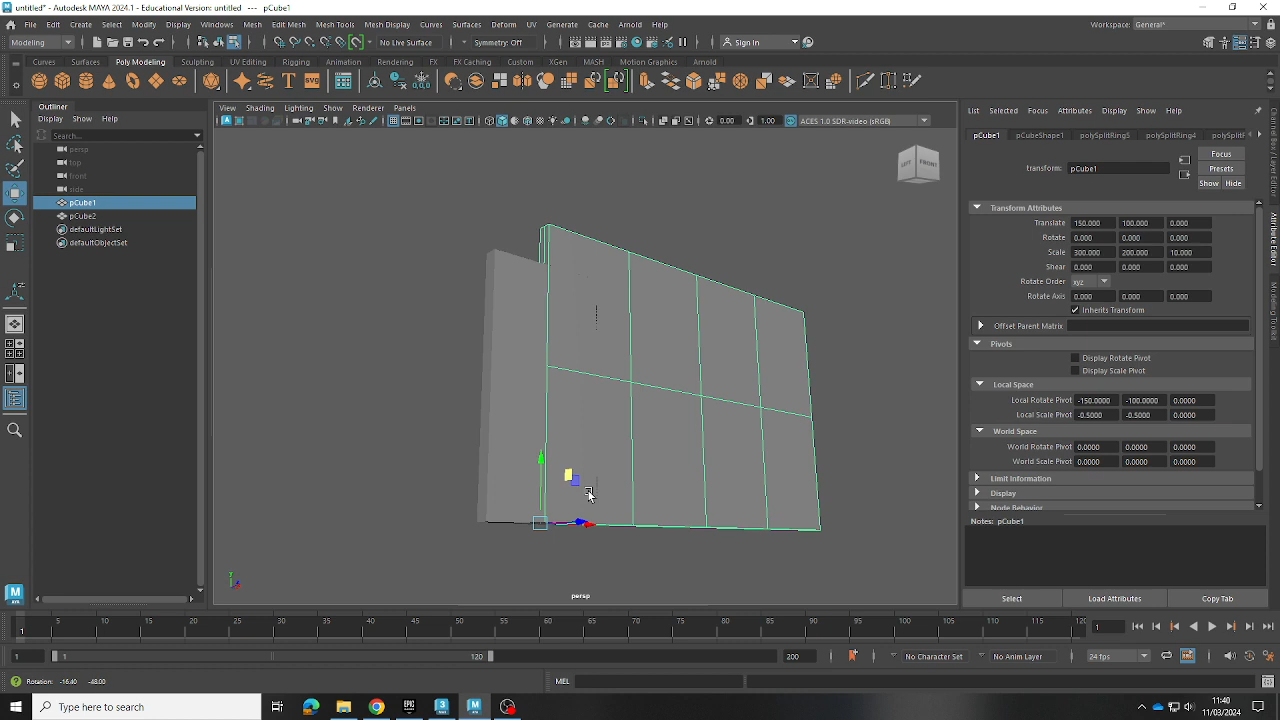 untitled* - Autodesk MAYA 2024.1 - Educational Version: untitled --- pCube1
File Edit Create Select Modify Display Windows Mesh Edit Mesh Mesh Tools Mesh Display Curves Surfaces Deform UV Generate Cache Arnold Help
Workspace: General*
Modeling No Live Surface Symmetry: Off Sign In
Curves Surfaces Poly Modeling Sculpting UV Editing Rigging Animation Rendering FX FX Caching Custom Arnold Bifrost MASH Motion Graphics XGen
Outliner
Display Show Help
Search...
persp
top
front
side
pCube1
pCube2
defaultLightSet
defaultObjectSet
View Shading Lighting Show Renderer Panels
0.00 1.00 ACES 1.0 SDR-video (sRGB)
LEFT FRONT
persp
List Selected Focus Attributes Display Show Help
pCube1 pCubeShape1 polySplitRing5 polySplitRing4 polySplitF
transform: pCube1
Focus
Presets
Show Hide
Transform Attributes
Translate 150.000 100.000 0.000
Rotate 0.000 0.000 0.000
Scale 300.000 200.000 10.000
Shear 0.000 0.000 0.000
Rotate Order xyz
Rotate Axis 0.000 0.000 0.000
Inherits Transform
Offset Parent Matrix
Pivots
Display Rotate Pivot
Display Scale Pivot
Local Space
Local Rotate Pivot -150.0000 -100.0000 0.0000
Local Scale Pivot -0.5000 -0.5000 0.0000
World Space
World Rotate Pivot 0.0000 0.0000 0.0000
World Scale Pivot 0.0000 0.0000 0.0000
Limit Information
Display
Node Behavior
Notes: pCube1
Select Load Attributes Copy Tab
Channel Box / Layer Editor
Attribute Editor
Modeling Toolkit
5 10 15 20 25 30 35 40 45 50 55 60 65 70 75 80 85 90 95 100 105 110 115 120
1
1
1 1 120 200 No Character Set No Anim Layer 24 fps
Rotation: -16.40 -48.00
MEL
Type here to search
11:40
11/03/2024